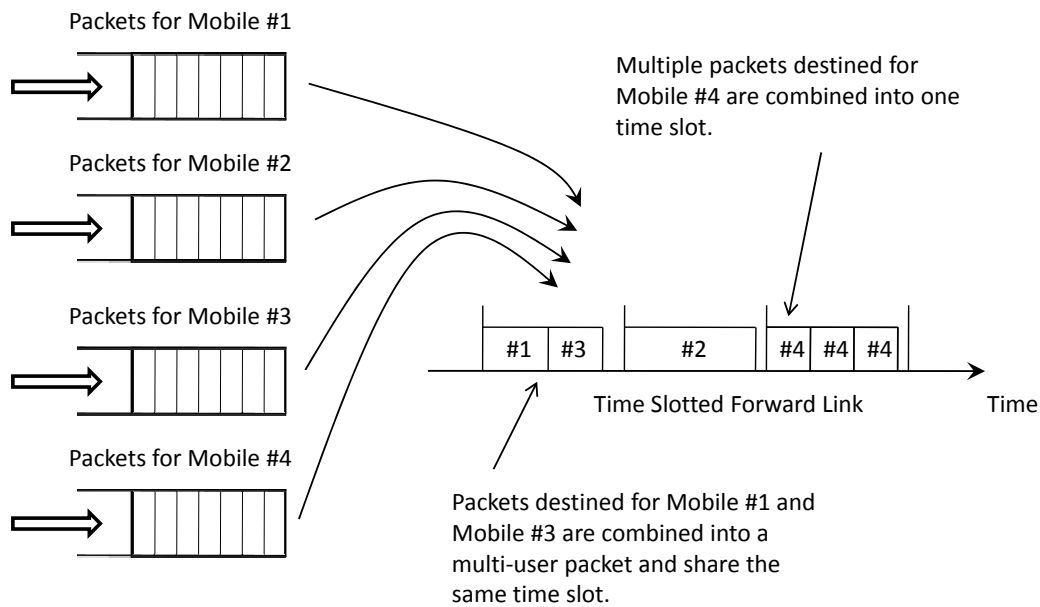 Packets for Mobile #1
Packets for Mobile #2
Packets for Mobile #3
Packets for Mobile #4
Multiple packets destined for
Mobile #4 are combined into one
time slot.
#1 #3 #2 #4 #4 #4
Time Slotted Forward Link Time
Packets destined for Mobile #1 and
Mobile #3 are combined into a
multi-user packet and share the
same time slot.